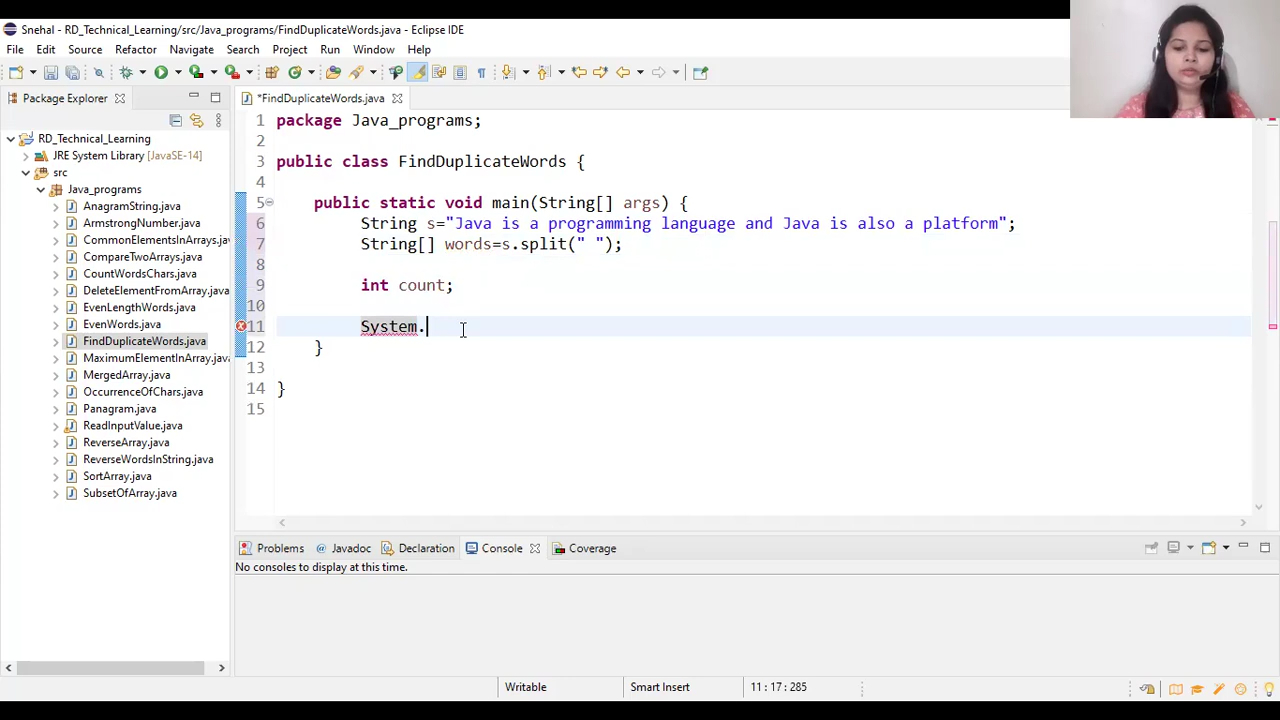 Snehal - RD_Technical_Learning/src/Java_programs/FindDuplicateWords.java - Eclipse IDE
File Edit Source Refactor Navigate Search Project Run Window Help
Package Explorer
*FindDuplicateWords.java
RD_Technical_Learning
JRE System Library [JavaSE-14]
src
Java_programs
AnagramString.java
ArmstrongNumber.java
CommonElementsInArrays.java
CompareTwoArrays.java
CountWordsChars.java
DeleteElementFromArray.java
EvenLengthWords.java
EvenWords.java
FindDuplicateWords.java
MaximumElementInArray.java
MergedArray.java
OccurrenceOfChars.java
Panagram.java
ReadInputValue.java
ReverseArray.java
ReverseWordsInString.java
SortArray.java
SubsetOfArray.java
1 package Java_programs;
2
3 public class FindDuplicateWords {
4
5 public static void main(String[] args) {
6 String s="Java is a programming language and Java is also a platform";
7 String[] words=s.split(" ");
8
9 int count;
10
11 System.
12 }
13
14 }
15
Problems Javadoc Declaration Console Coverage
No consoles to display at this time.
Writable Smart Insert 11 : 17 : 285